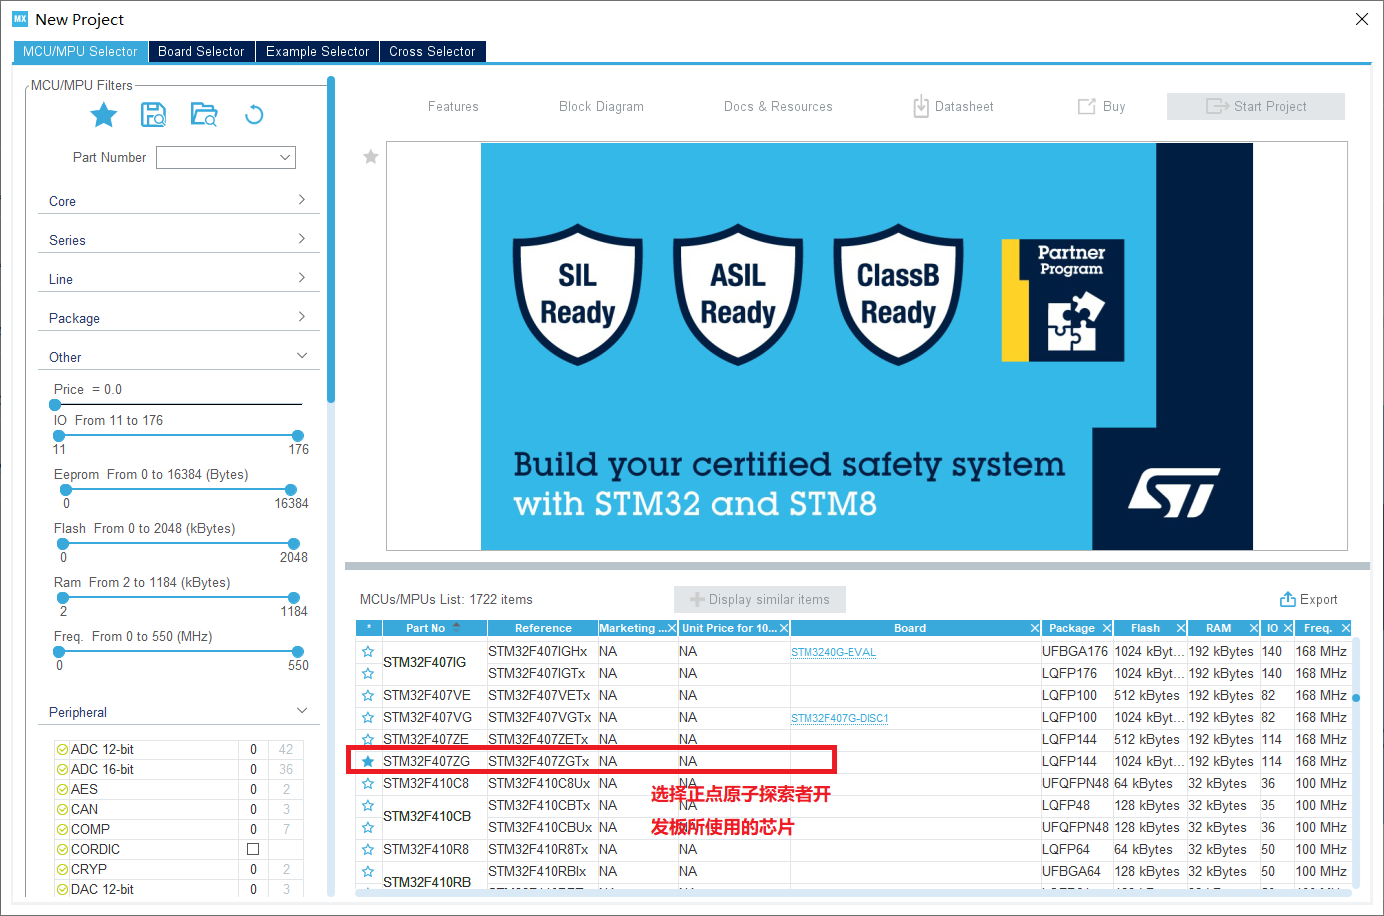 MX New Project
MCU/MPU Selector Board Selector Example Selector Cross Selector
MCU/MPU Filters
Part Number
Core
Series
Line
Package
Other
Price = 0.0
IO From 11 to 176
11 176
Eeprom From 0 to 16384 (Bytes)
0 16384
Flash From 0 to 2048 (kBytes)
0 2048
Ram From 2 to 1184 (kBytes)
2 1184
Freq. From 0 to 550 (MHz)
0 550
Peripheral
ADC 12-bit 0 42
ADC 16-bit 0 36
AES 0 2
CAN 0 3
COMP 0 7
CORDIC
CRYP 0 2
DAC 12-bit 0 3
Features Block Diagram Docs & Resources Datasheet Buy Start Project
SIL Ready
ASIL Ready
ClassB Ready
Partner Program
Build your certified safety system
with STM32 and STM8
ST
MCUs/MPUs List: 1722 items Display similar items Export
* Part No Reference Marketing ... Unit Price for 10... Board Package Flash RAM IO Freq.
STM32F407IG STM32F407IGHx NA NA STM3240G-EVAL UFBGA176 1024 kByt... 192 kBytes 140 168 MHz
STM32F407IGTx NA NA LQFP176 1024 kByt... 192 kBytes 140 168 MHz
STM32F407VE STM32F407VETx NA NA LQFP100 512 kBytes 192 kBytes 82 168 MHz
STM32F407VG STM32F407VGTx NA NA STM32F407G-DISC1 LQFP100 1024 kByt... 192 kBytes 82 168 MHz
STM32F407ZE STM32F407ZETx NA NA LQFP144 512 kBytes 192 kBytes 114 168 MHz
STM32F407ZG STM32F407ZGTx NA NA LQFP144 1024 kByt... 192 kBytes 114 168 MHz
STM32F410C8 STM32F410C8Ux NA NA UFQFPN48 64 kBytes 32 kBytes 36 100 MHz
STM32F410CB STM32F410CBTx NA NA LQFP48 128 kBytes 32 kBytes 35 100 MHz
STM32F410CBUx NA NA UFQFPN48 128 kBytes 32 kBytes 36 100 MHz
STM32F410R8 STM32F410R8Tx NA NA LQFP64 64 kBytes 32 kBytes 50 100 MHz
STM32F410RB STM32F410RBIx NA NA UFBGA64 128 kBytes 32 kBytes 50 100 MHz
选择正点原子探索者开
发板所使用的芯片